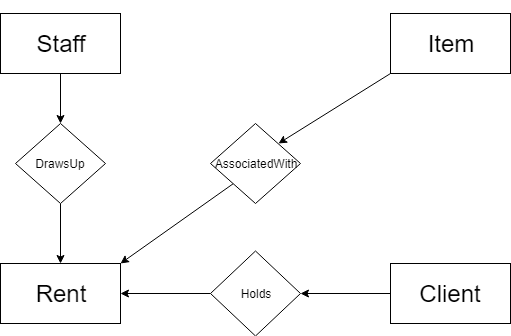 Staff
Item
DrawsUp
AssociatedWith
Rent
Holds
Client